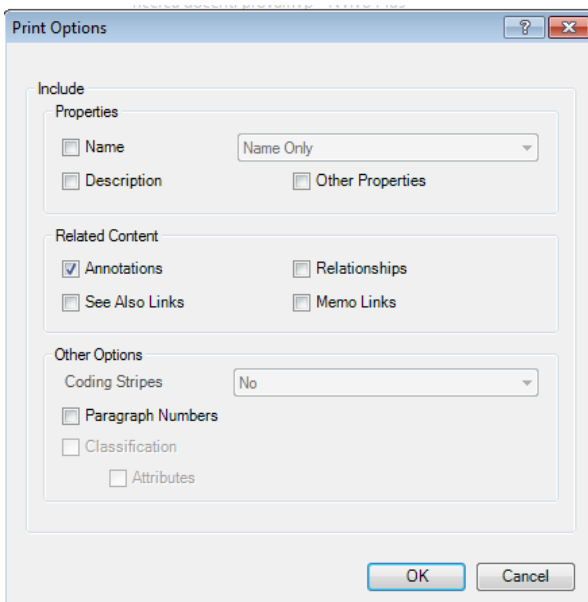 Print Options
Include
Properties
Name
Name Only
Description
Other Properties
Related Content
Annotations
Relationships
See Also Links
Memo Links
Other Options
Coding Stripes
No
Paragraph Numbers
Classification
Attributes
OK
Cancel